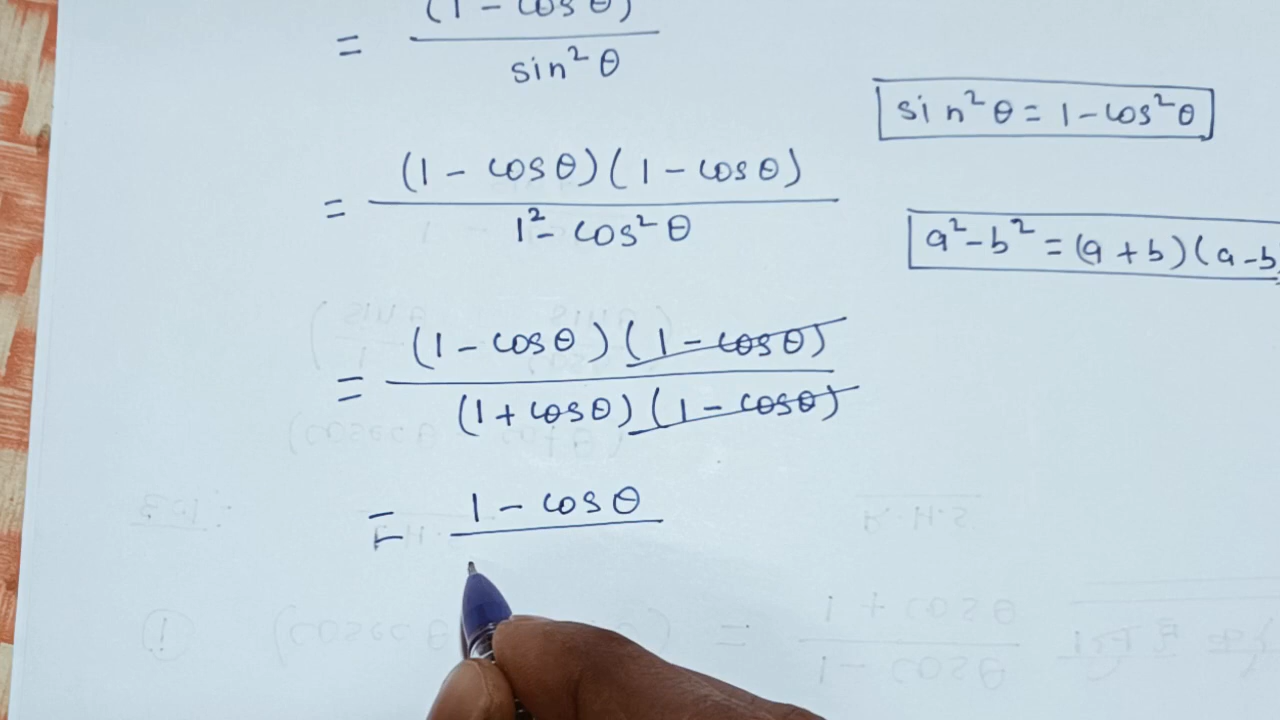 (1 - cos θ)
=
sin² θ
sin² θ = 1 - cos² θ
(1 - cos θ) (1 - cos θ)
=
1² - cos² θ
a² - b² = (a + b) (a - b
(1 - cos θ) (1 - cos θ)
=
(1 + cos θ) (1 - cos θ)
= 1 - cos θ